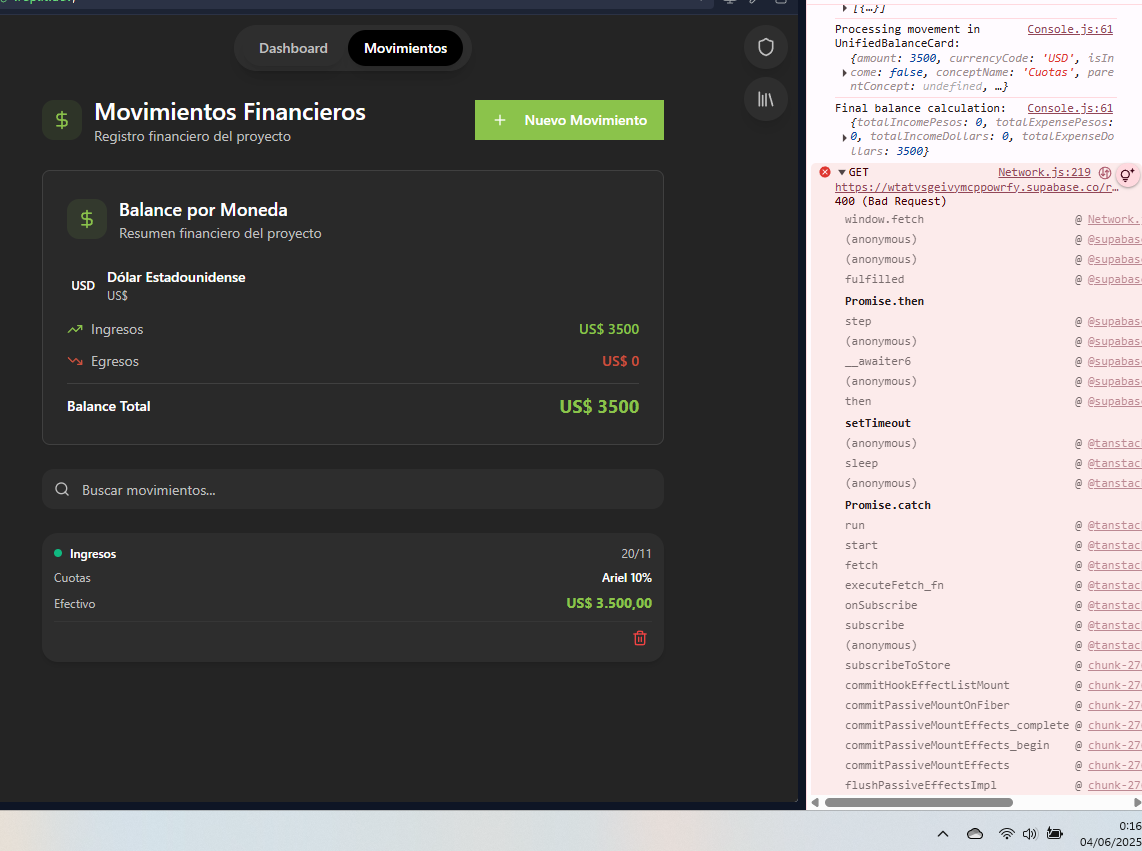 Dashboard
Movimientos
Movimientos Financieros
Registro financiero del proyecto
+ Nuevo Movimiento
$
Balance por Moneda
Resumen financiero del proyecto
$
USD
Dólar Estadounidense
US$
Ingresos
US$ 3500
Egresos
US$ 0
Balance Total
US$ 3500
Buscar movimientos...
Ingresos
20/11
Cuotas
Ariel 10%
Efectivo
US$ 3.500,00
[{…}]
Processing movement in Console.js:61
UnifiedBalanceCard:
{amount: 3500, currencyCode: 'USD', isIn
come: false, conceptName: 'Cuotas', pare
ntConcept: undefined, …}
Final balance calculation: Console.js:61
{totalIncomePesos: 0, totalExpensePesos:
0, totalIncomeDollars: 0, totalExpenseDo
llars: 3500}
GET Network.js:219
https://wtatvsgeivymcppowrfy.supabase.co/r…
400 (Bad Request)
window.fetch @ Network.
(anonymous) @ @supabas
(anonymous) @ @supabas
fulfilled @ @supabas
Promise.then
step @ @supabas
(anonymous) @ @supabas
__awaiter6 @ @supabas
(anonymous) @ @supabas
then @ @supabas
setTimeout
(anonymous) @ @tanstac
sleep @ @tanstac
(anonymous) @ @tanstac
Promise.catch
run @ @tanstac
start @ @tanstac
fetch @ @tanstac
executeFetch_fn @ @tanstac
onSubscribe @ @tanstac
subscribe @ @tanstac
(anonymous) @ @tanstac
subscribeToStore @ chunk-27
commitHookEffectListMount @ chunk-27
commitPassiveMountOnFiber @ chunk-27
commitPassiveMountEffects_complete @ chunk-27
commitPassiveMountEffects_begin @ chunk-27
commitPassiveMountEffects @ chunk-27
flushPassiveEffectsImpl @ chunk-27
0:16
04/06/2025